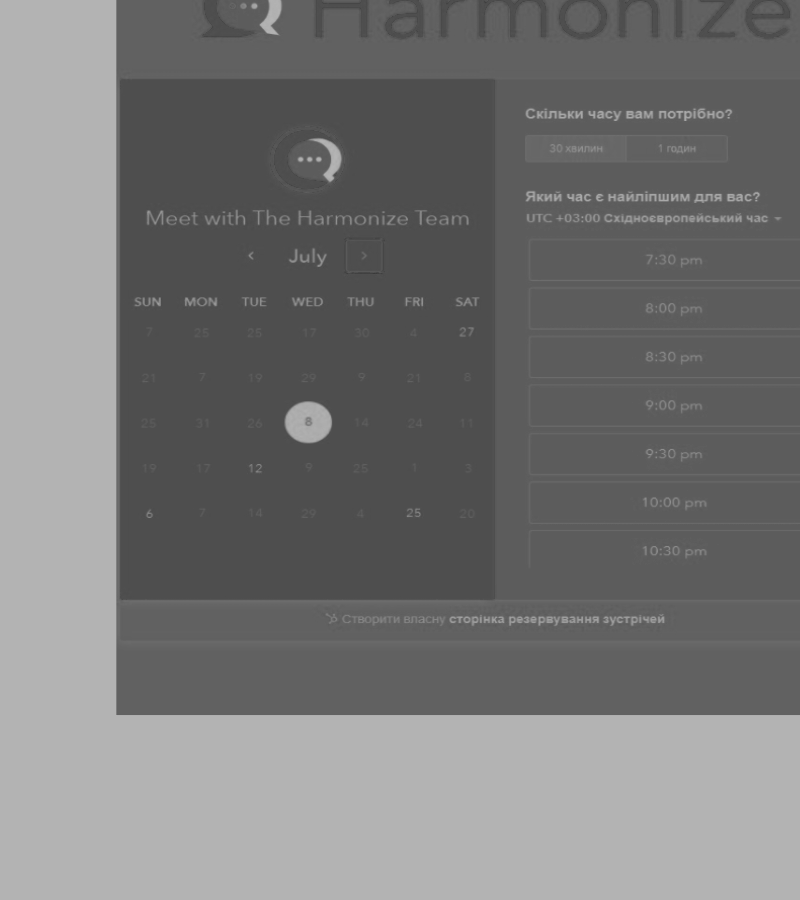 Harmonize
Meet with The Harmonize Team
‹ July ›
SUN MON TUE WED THU FRI SAT
7 25 25 17 30 4 27
21 7 19 29 9 21 8
25 31 26 8 14 24 11
19 17 12 9 25 1 3
6 7 14 29 4 25 20
Скільки часу вам потрібно?
30 хвилин 1 годин
Який час є найліпшим для вас?
UTC +03:00 Східноєвропейський час
7:30 pm
8:00 pm
8:30 pm
9:00 pm
9:30 pm
10:00 pm
10:30 pm
Створити власну сторінка резервування зустрічей